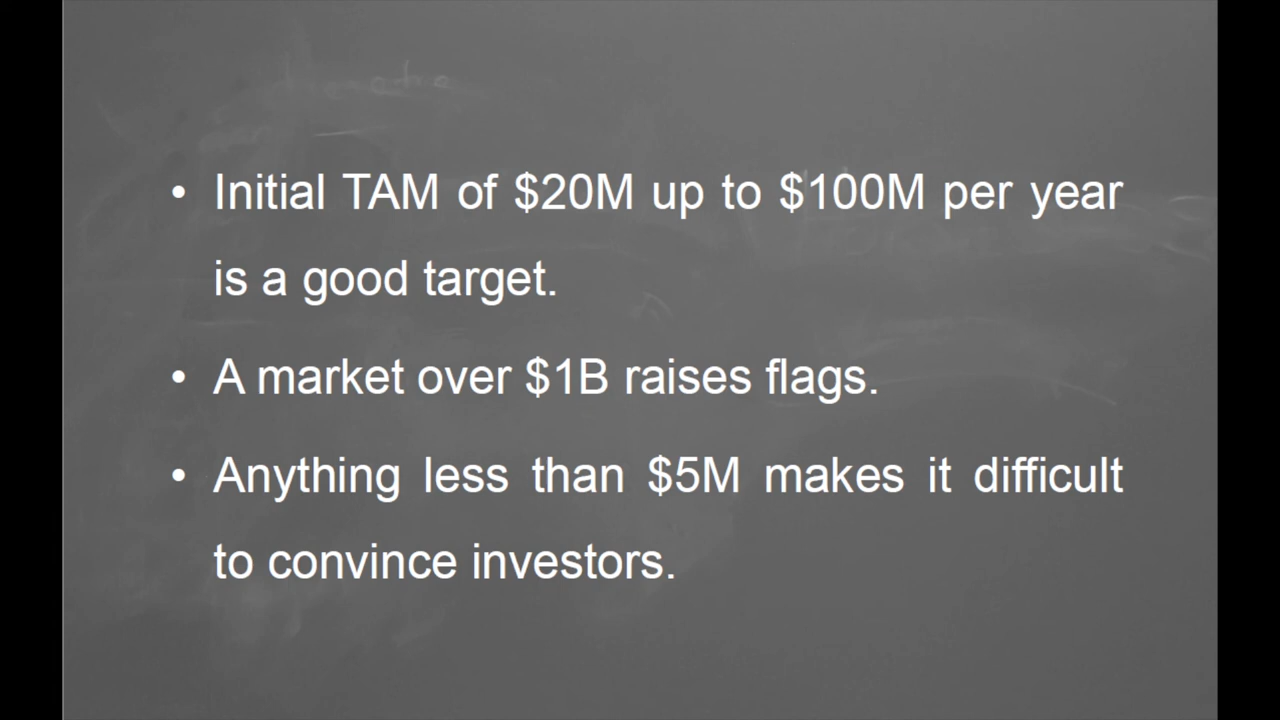 • Initial TAM of $20M up to $100M per year
is a good target.
• A market over $1B raises flags.
• Anything less than $5M makes it difficult
to convince investors.